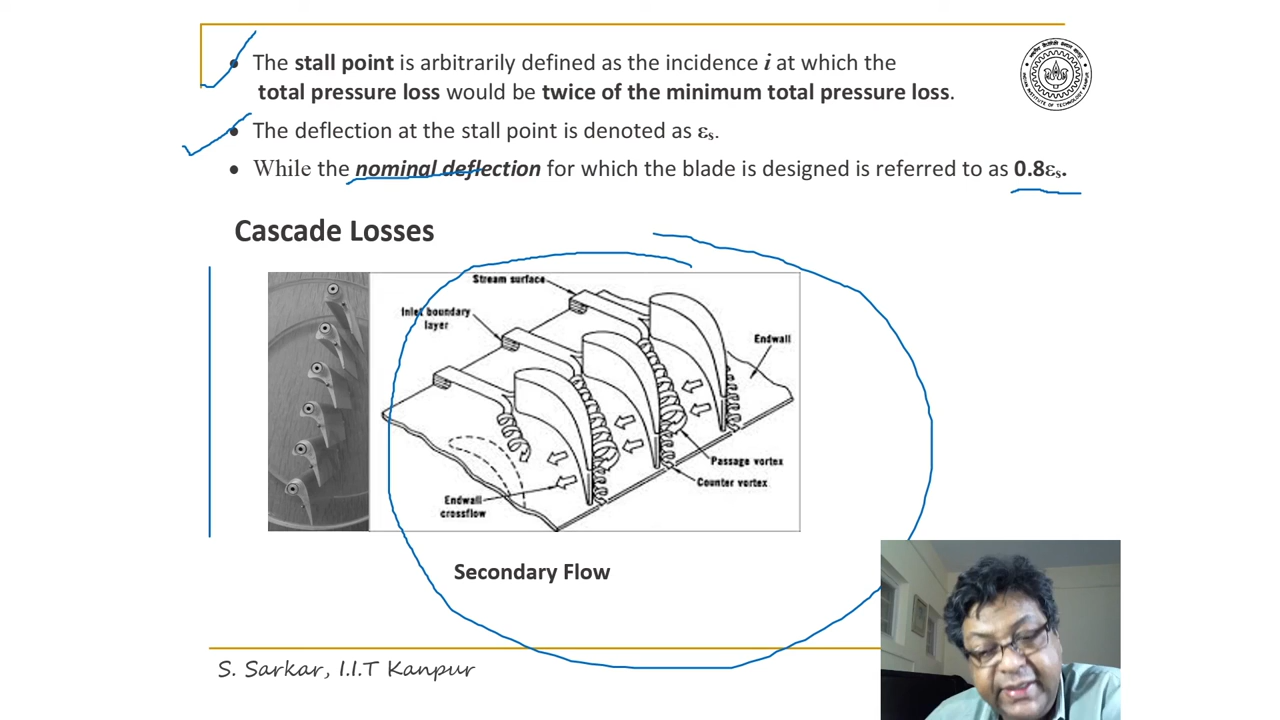 The stall point is arbitrarily defined as the incidence i at which the
total pressure loss would be twice of the minimum total pressure loss.
The deflection at the stall point is denoted as εs.
While the nominal deflection for which the blade is designed is referred to as 0.8εs.
Cascade Losses
Stream surface
Inlet boundary
layer
Endwall
Passage vortex
Counter vortex
Endwall
crossflow
Secondary Flow
S. Sarkar, I.I.T Kanpur